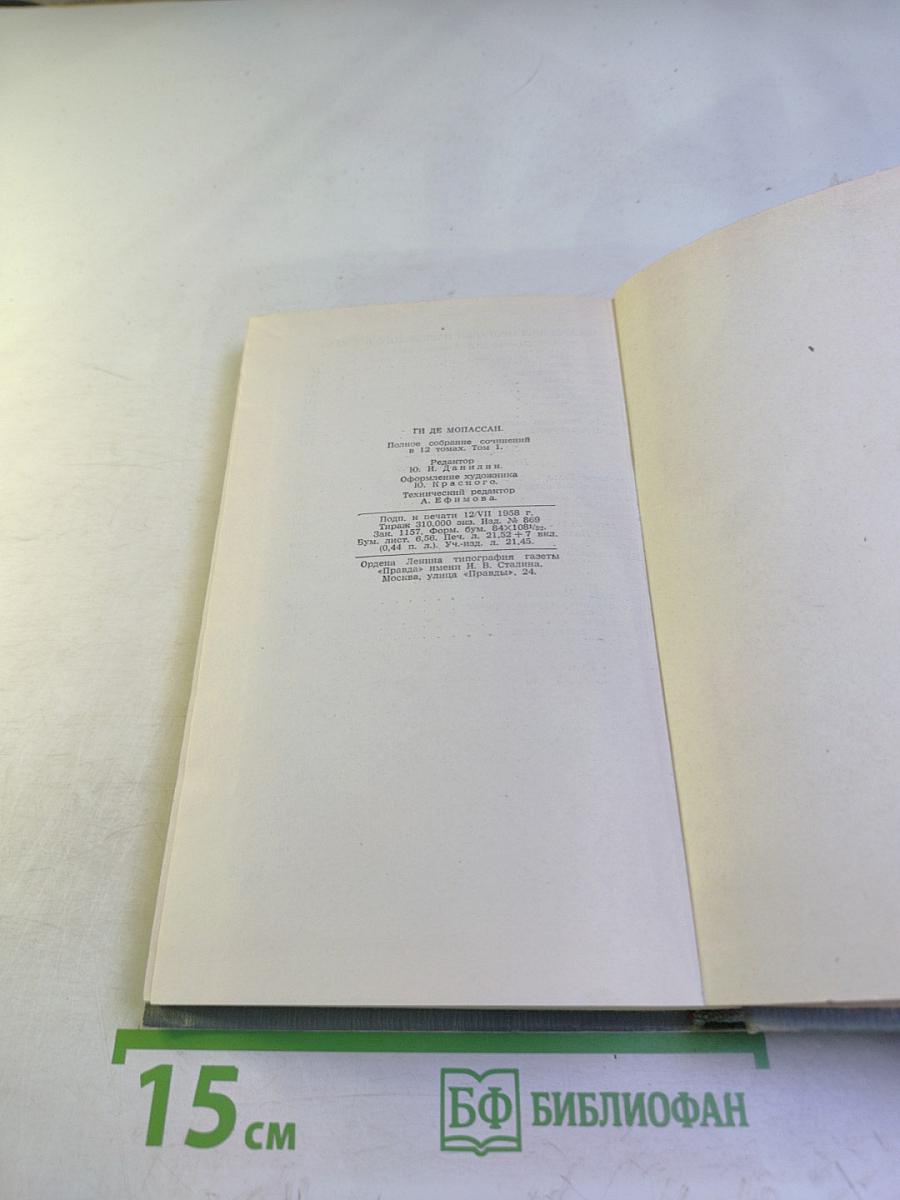 ГИ ДЕ МОПАССАН.
Полное собрание сочинений
в 12 томах. Том 1.
Редактор
Ю. И. Данилин.
Оформление художника
Ю. Красного.
Технический редактор
А. Ефимова.
Подп. к печати 12/VII 1958 г.
Тираж 310.000 экз. Изд. № 869
Зак. 1157. Форм. бум. 84×108¹/₃₂.
Бум. лист. 6,56. Печ. л. 21,52+7 вкл.
(0,44 п. л.). Уч.-изд. л. 21,45.
Ордена Ленина типография газеты
«Правда» имени И. В. Сталина.
Москва, улица «Правды», 24.
15 см
БФ БИБЛИОФАН